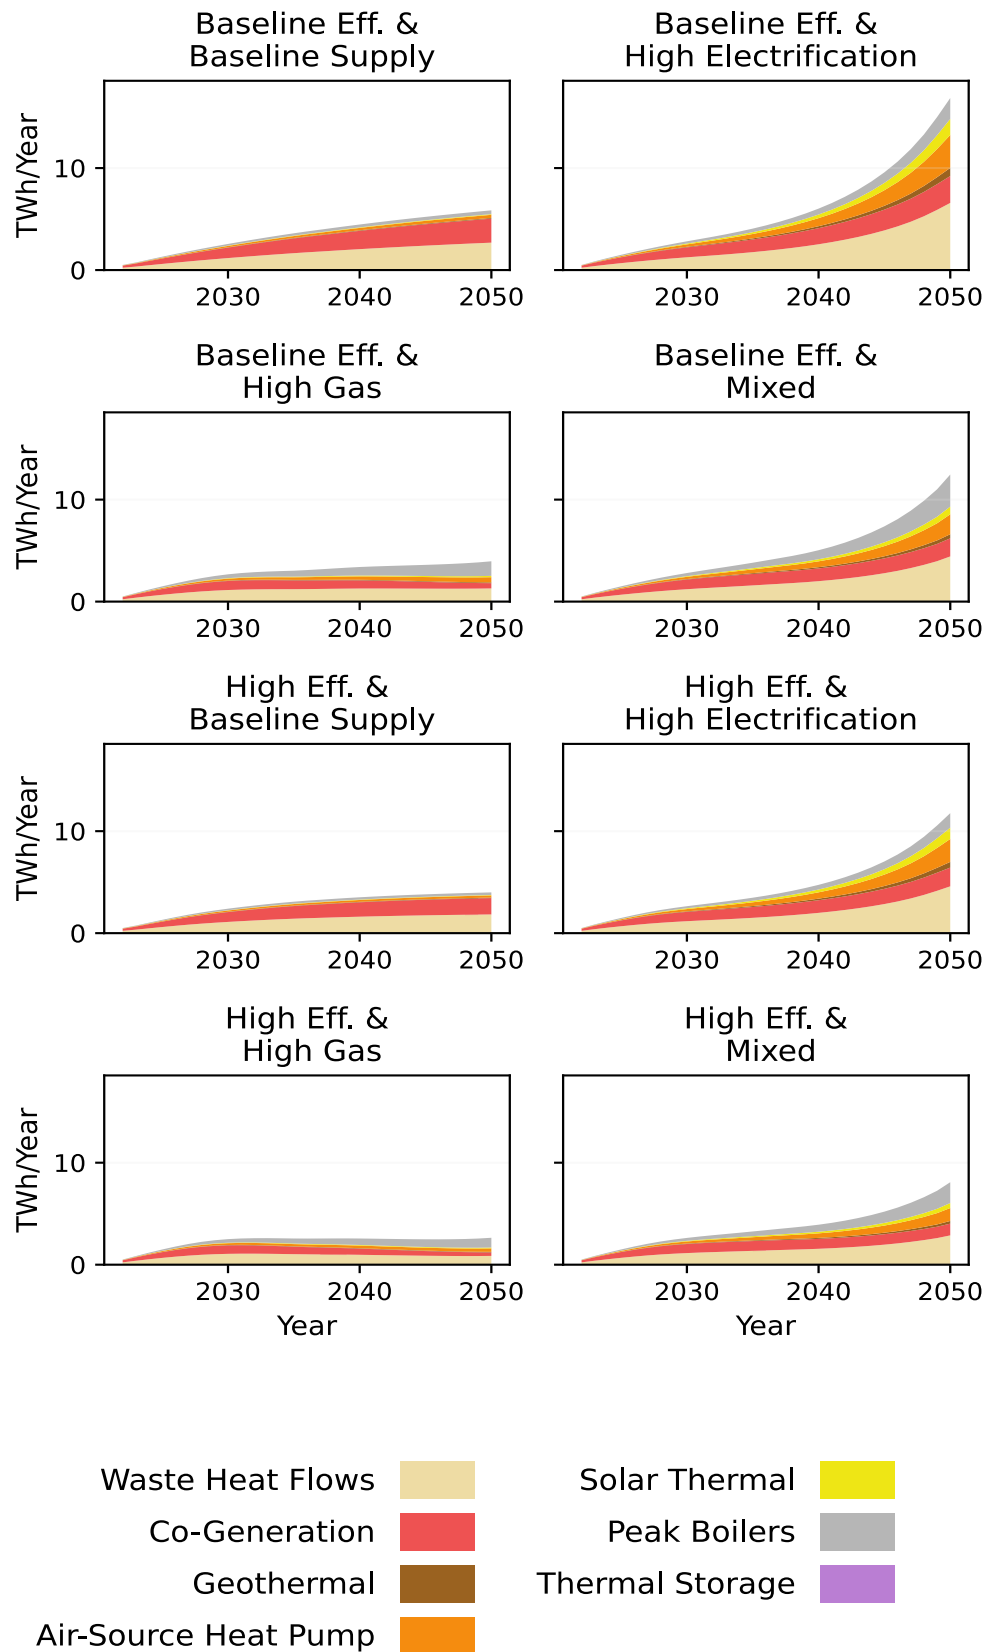 Baseline Eff. &
Baseline Supply
Baseline Eff. &
High Electrification
TWh/Year
10
0
2030
2040
2050
2030
2040
2050
Baseline Eff. &
High Gas
Baseline Eff. &
Mixed
TWh/Year
10
0
2030
2040
2050
2030
2040
2050
High Eff. &
Baseline Supply
High Eff. &
High Electrification
TWh/Year
10
0
2030
2040
2050
2030
2040
2050
High Eff. &
High Gas
High Eff. &
Mixed
TWh/Year
10
0
2030
2040
2050
Year
2030
2040
2050
Year
Waste Heat Flows
Co-Generation
Geothermal
Air-Source Heat Pump
Solar Thermal
Peak Boilers
Thermal Storage